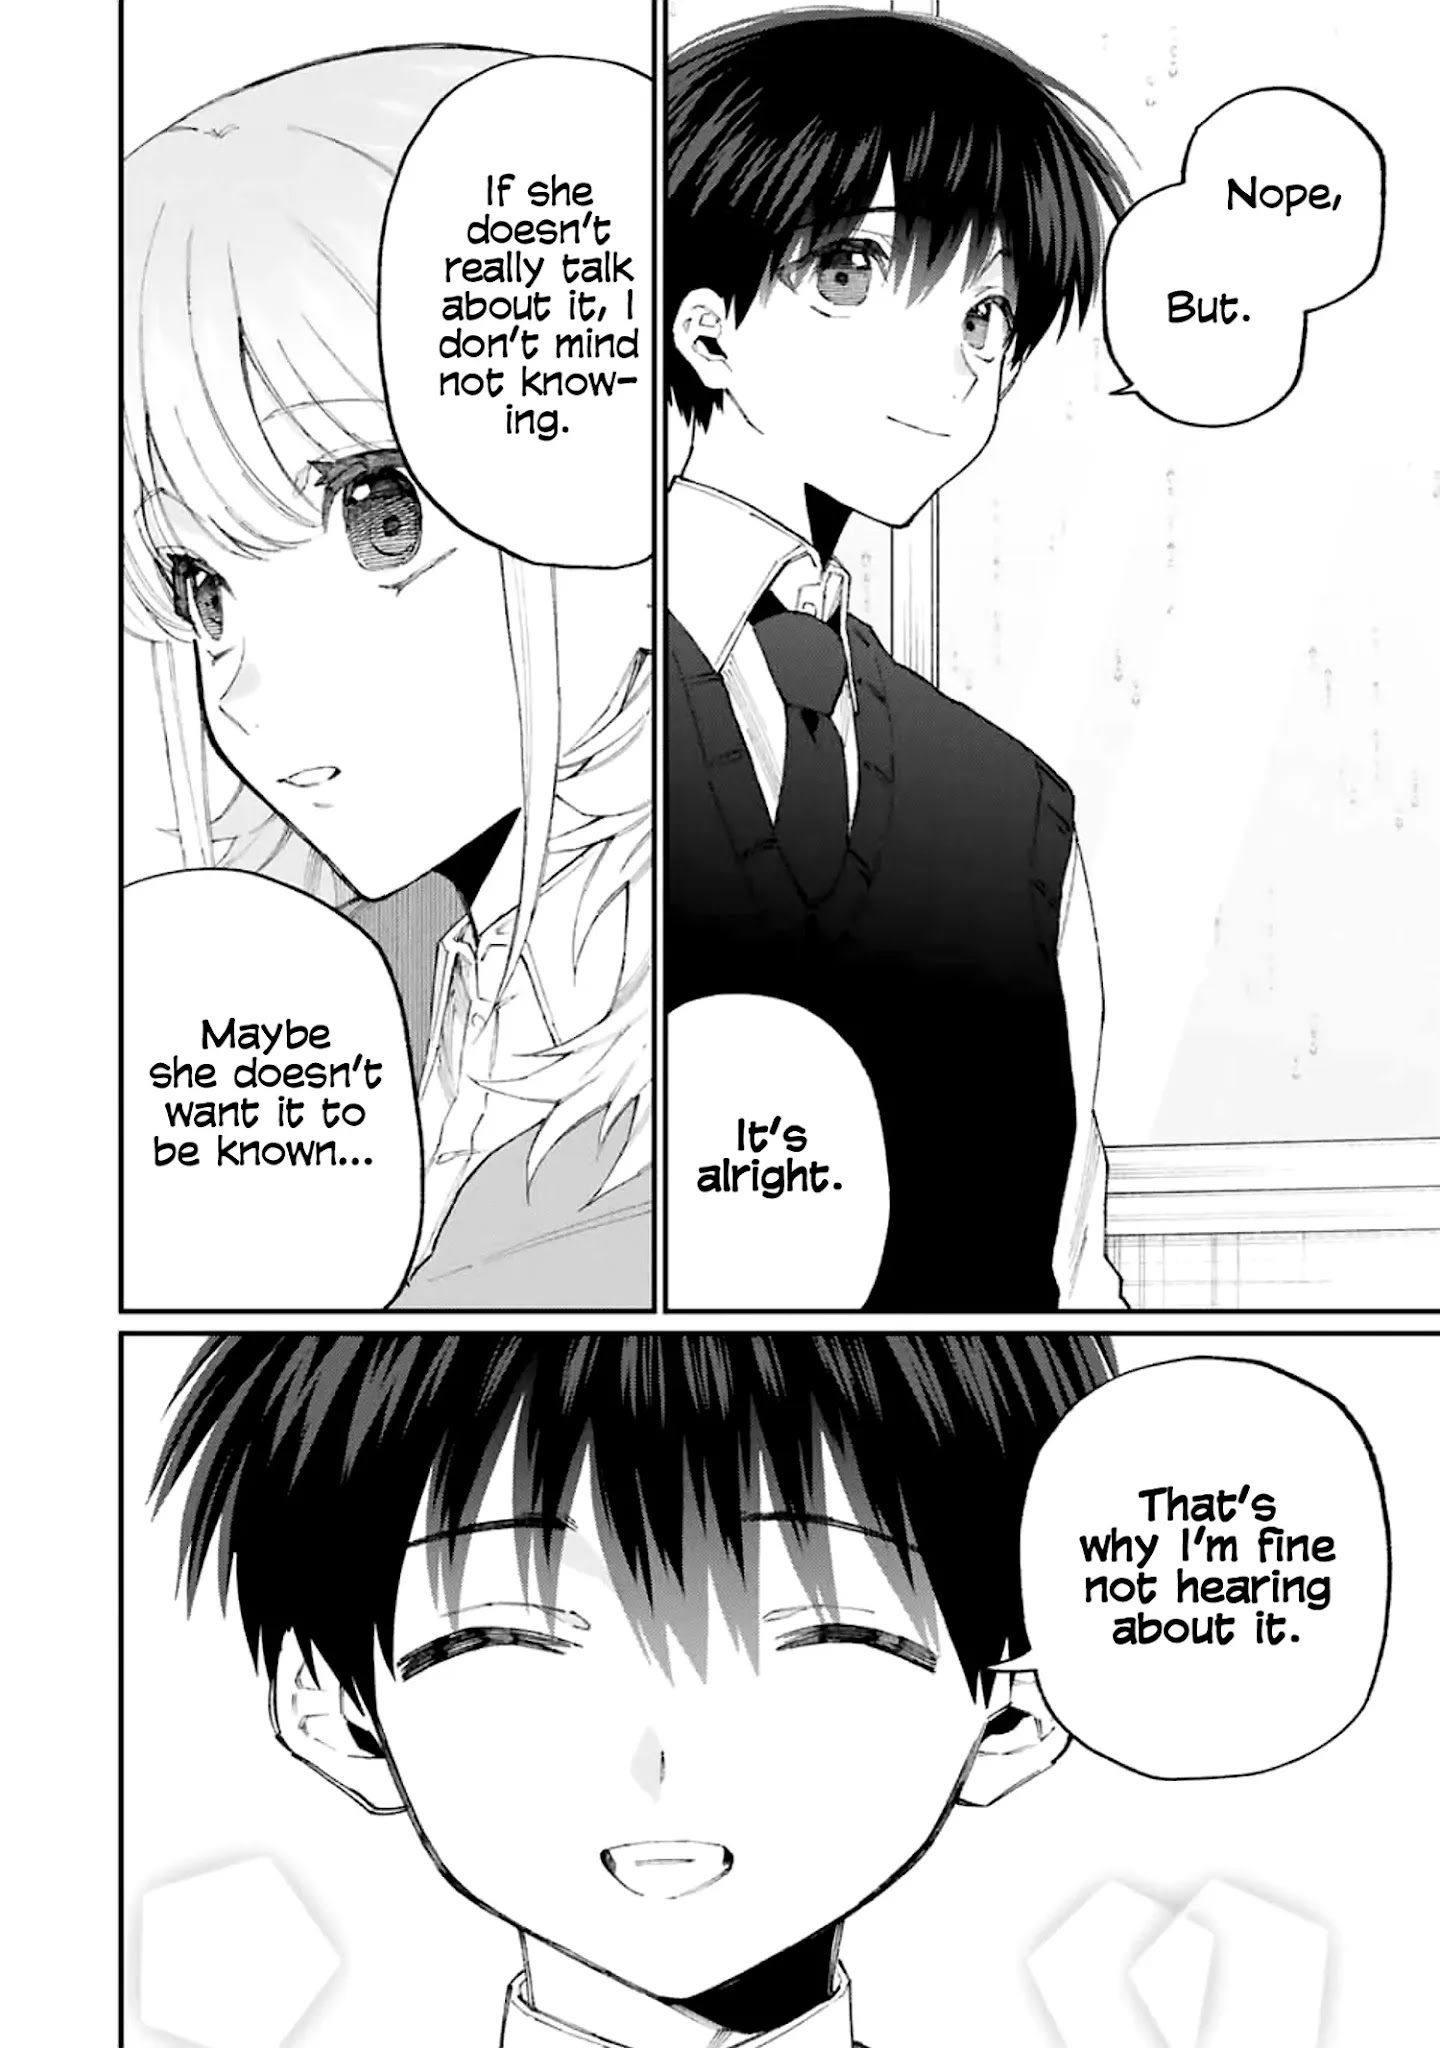 Nope,
But.
It's
alright.
If she
doesn't
really talk
about it, I
don't mind
not know-
ing.
Maybe
she doesn't
want it to
be known...
That's
why I'm fine
not hearing
about it.